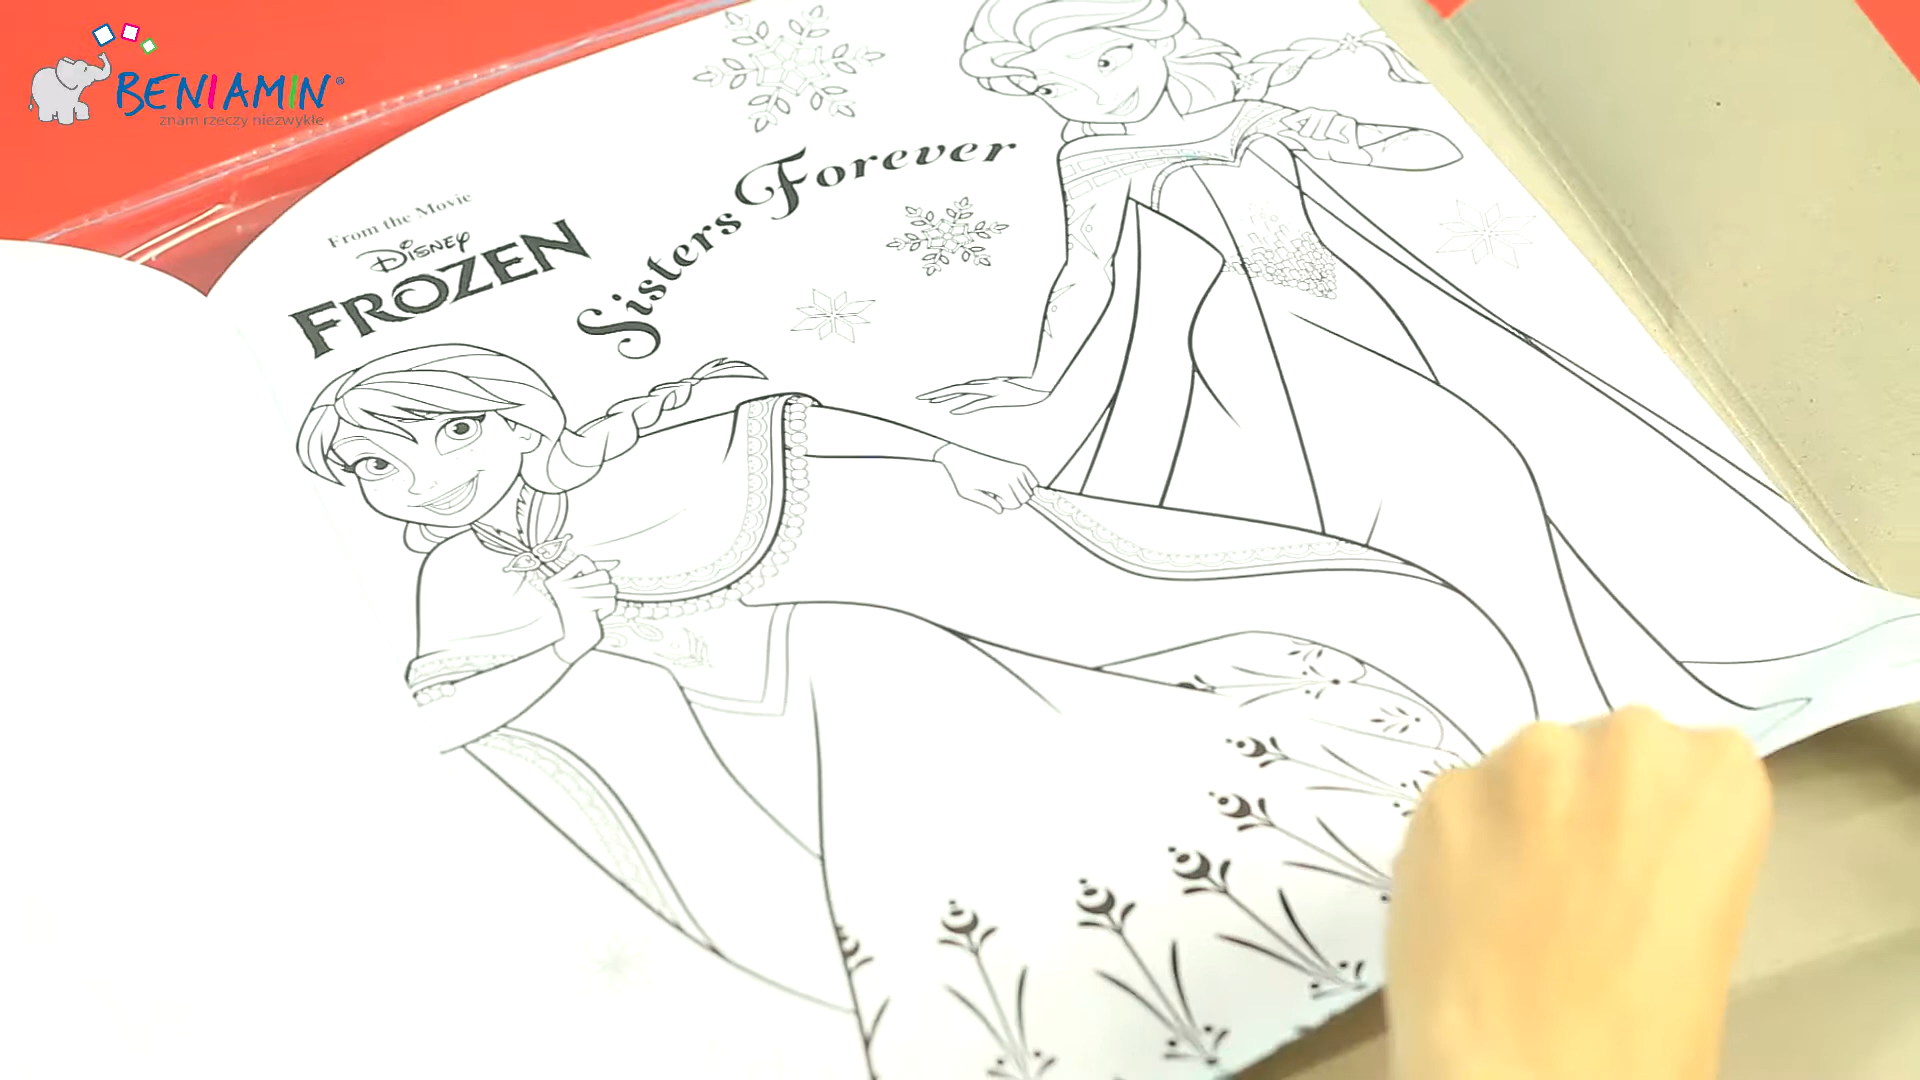 BENIAMIN®
znam rzeczy niezwykłe
From the Movie
Disney
FROZEN
Sisters Forever